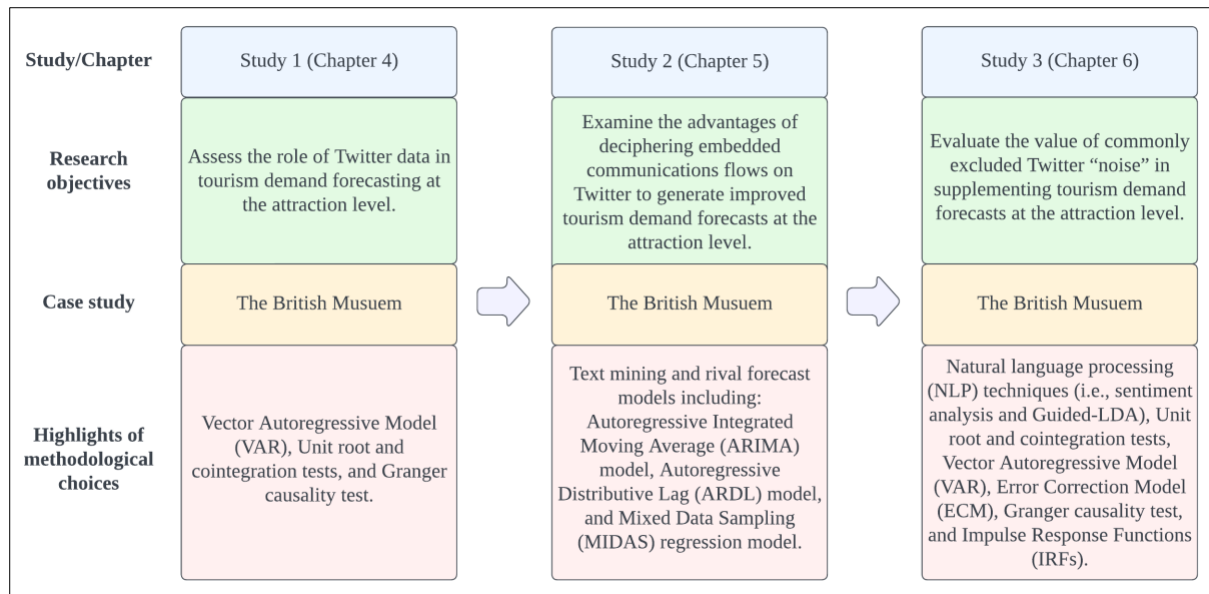 Study/Chapter
Study 1 (Chapter 4)
Study 2 (Chapter 5)
Study 3 (Chapter 6)
Research
objectives
Assess the role of Twitter data in
tourism demand forecasting at
the attraction level.
Examine the advantages of
deciphering embedded
communications flows on
Twitter to generate improved
tourism demand forecasts at the
attraction level.
Evaluate the value of commonly
excluded Twitter “noise” in
supplementing tourism demand
forecasts at the attraction level.
Case study
The British Musuem
The British Musuem
The British Musuem
Highlights of
methodological
choices
Vector Autoregressive Model
(VAR), Unit root and
cointegration tests, and Granger
causality test.
Text mining and rival forecast
models including:
Autoregressive Integrated
Moving Average (ARIMA)
model, Autoregressive
Distributive Lag (ARDL) model,
and Mixed Data Sampling
(MIDAS) regression model.
Natural language processing
(NLP) techniques (i.e., sentiment
analysis and Guided-LDA), Unit
root and cointegration tests,
Vector Autoregressive Model
(VAR), Error Correction Model
(ECM), Granger causality test,
and Impulse Response Functions
(IRFs).